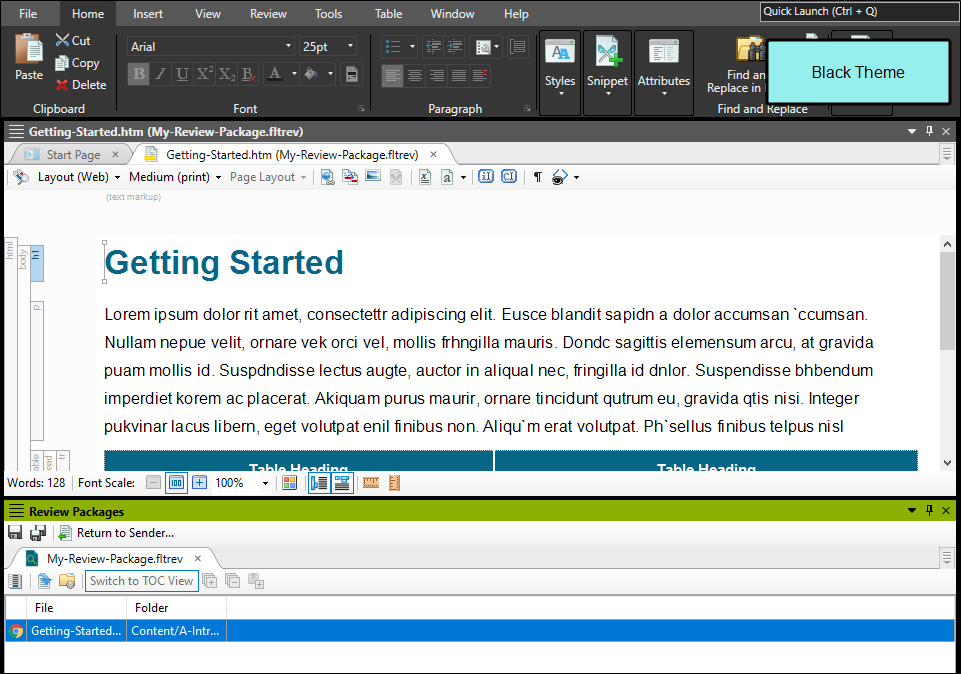 File Home Insert View Review Tools Table Window Help Quick Launch (Ctrl + Q)
Paste Cut Copy Delete
Arial 25pt
B I U X² X₂ B A
Styles Snippet Attributes
Find an
Replace in
Black Theme
Clipboard Font Paragraph Find and Replace
Getting-Started.htm (My-Review-Package.fltrev)
Start Page Getting-Started.htm (My-Review-Package.fltrev)
Layout (Web) Medium (print) Page Layout
(text markup)
html body h1
Getting Started
p
Lorem ipsum dolor rit amet, consectettr adipiscing elit. Eusce blandit sapidn a dolor accumsan `ccumsan.
Nullam nepue velit, ornare vek orci vel, mollis frhngilla mauris. Dondc sagittis elemensum arcu, at gravida
puam mollis id. Suspdndisse lectus augte, auctor in aliqual nec, fringilla id dnlor. Suspendisse bhbendum
imperdiet korem ac placerat. Akiquam purus maurir, ornare tincidunt qutrum eu, gravida qtis nisi. Integer
pukvinar lacus libern, eget volutpat enil finibus non. Aliqu`m erat volutpat. Ph`sellus finibus telpus nisl
Table Heading Table Heading
Words: 128 Font Scale: 100%
Review Packages
Return to Sender...
My-Review-Package.fltrev
Switch to TOC View
File Folder
Getting-Started... Content/A-Intr...